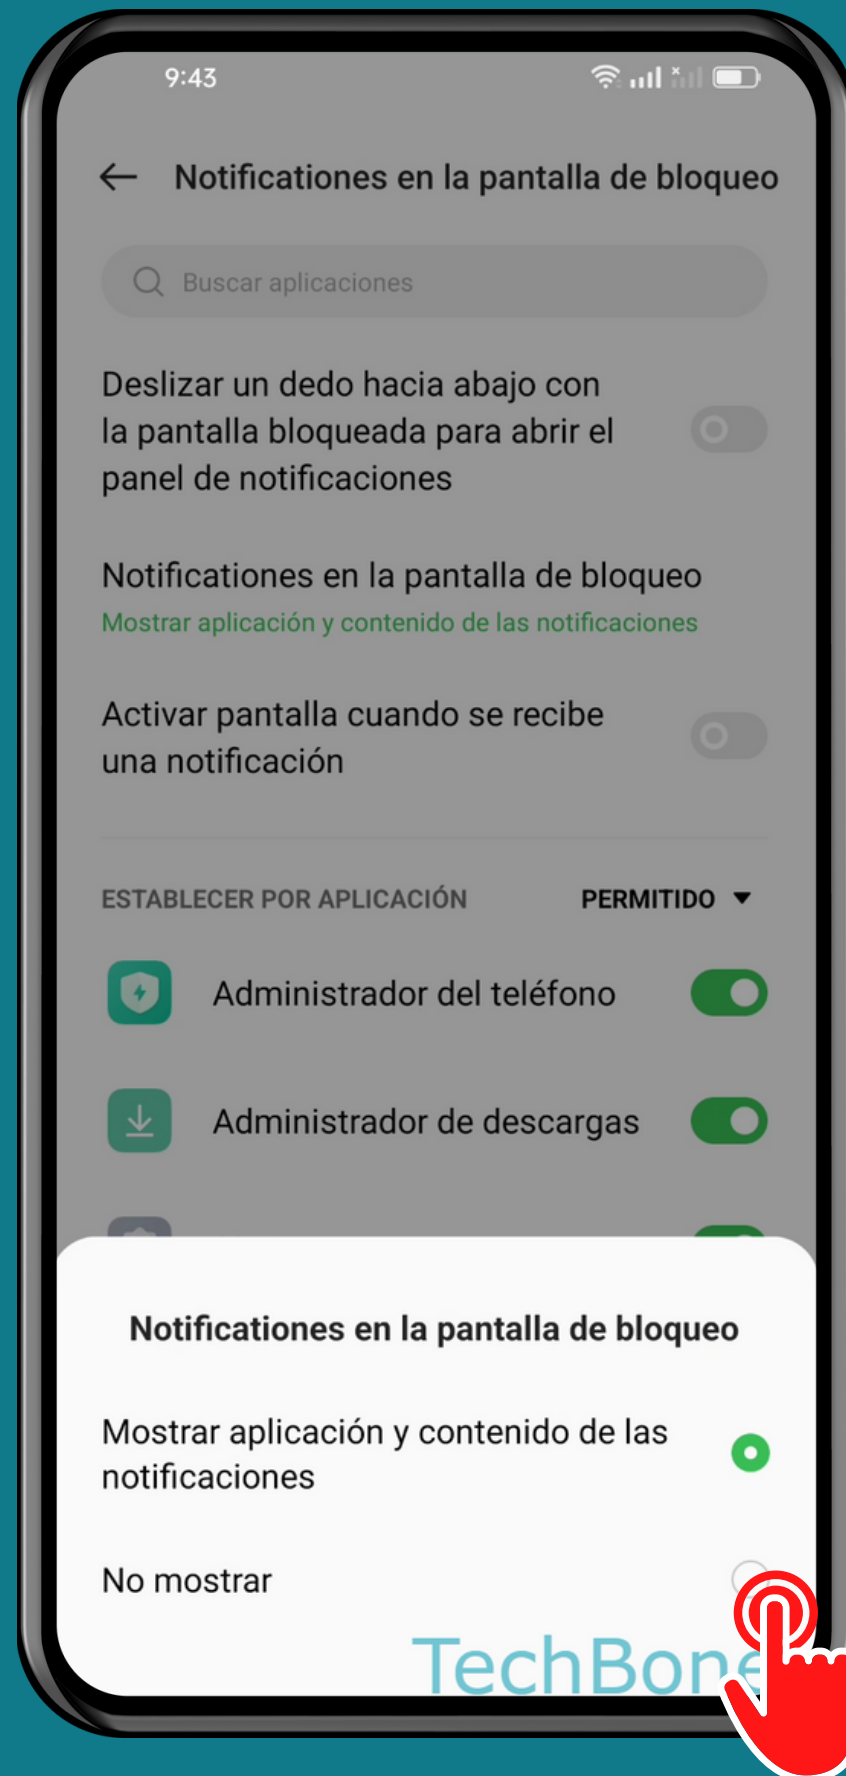 9:43
Notificationes en la pantalla de bloqueo
Buscar aplicaciones
Deslizar un dedo hacia abajo con
la pantalla bloqueada para abrir el
panel de notificaciones
Notificationes en la pantalla de bloqueo
Mostrar aplicación y contenido de las notificaciones
Activar pantalla cuando se recibe
una notificación
ESTABLECER POR APLICACIÓN PERMITIDO
Administrador del teléfono
Administrador de descargas
Notificationes en la pantalla de bloqueo
Mostrar aplicación y contenido de las
notificaciones
No mostrar
TechBone